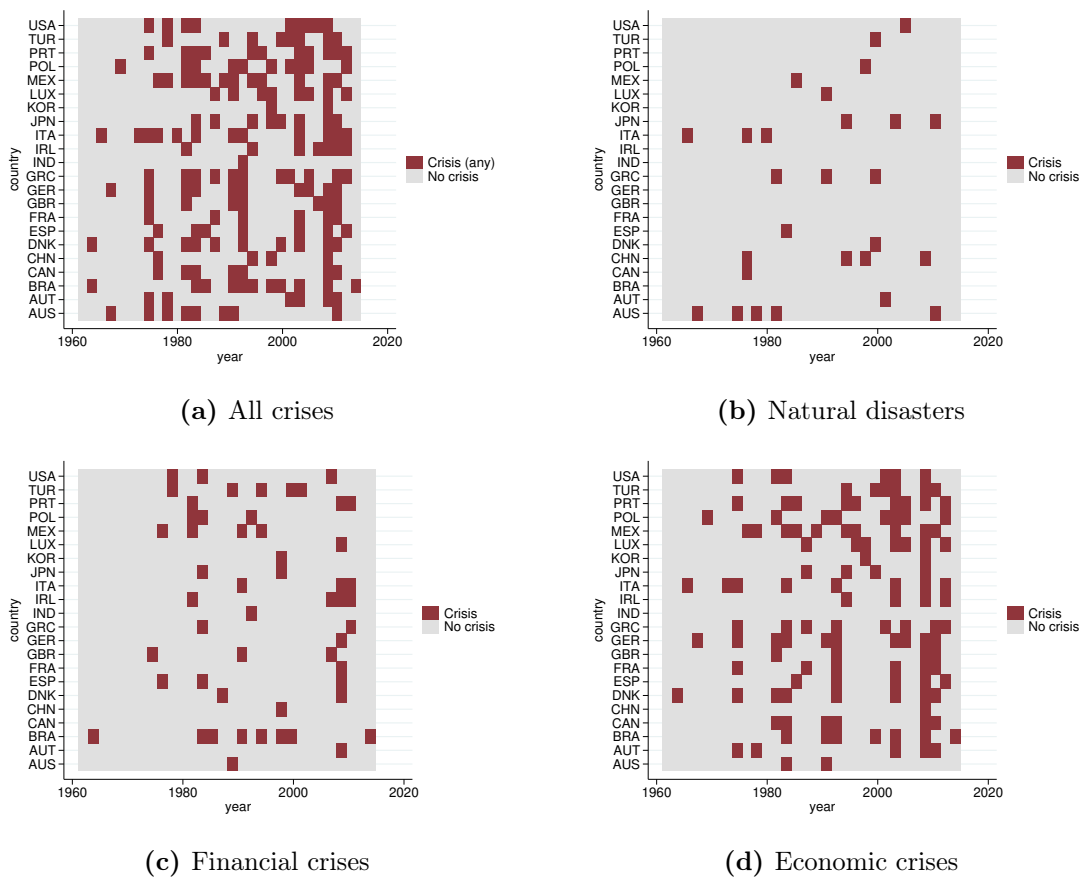 USA
TUR
PRT
POL
MEX
LUX
KOR
JPN
ITA
IRL
IND
GRC
GER
GBR
FRA
ESP
DNK
CHN
CAN
BRA
AUT
AUS
country
1960 1980 2000 2020
year
Crisis (any)
No crisis
(a) All crises
USA
TUR
PRT
POL
MEX
LUX
KOR
JPN
ITA
IRL
IND
GRC
GER
GBR
FRA
ESP
DNK
CHN
CAN
BRA
AUT
AUS
country
1960 1980 2000 2020
year
Crisis
No crisis
(b) Natural disasters
USA
TUR
PRT
POL
MEX
LUX
KOR
JPN
ITA
IRL
IND
GRC
GER
GBR
FRA
ESP
DNK
CHN
CAN
BRA
AUT
AUS
country
1960 1980 2000 2020
year
Crisis
No crisis
(c) Financial crises
USA
TUR
PRT
POL
MEX
LUX
KOR
JPN
ITA
IRL
IND
GRC
GER
GBR
FRA
ESP
DNK
CHN
CAN
BRA
AUT
AUS
country
1960 1980 2000 2020
year
Crisis
No crisis
(d) Economic crises